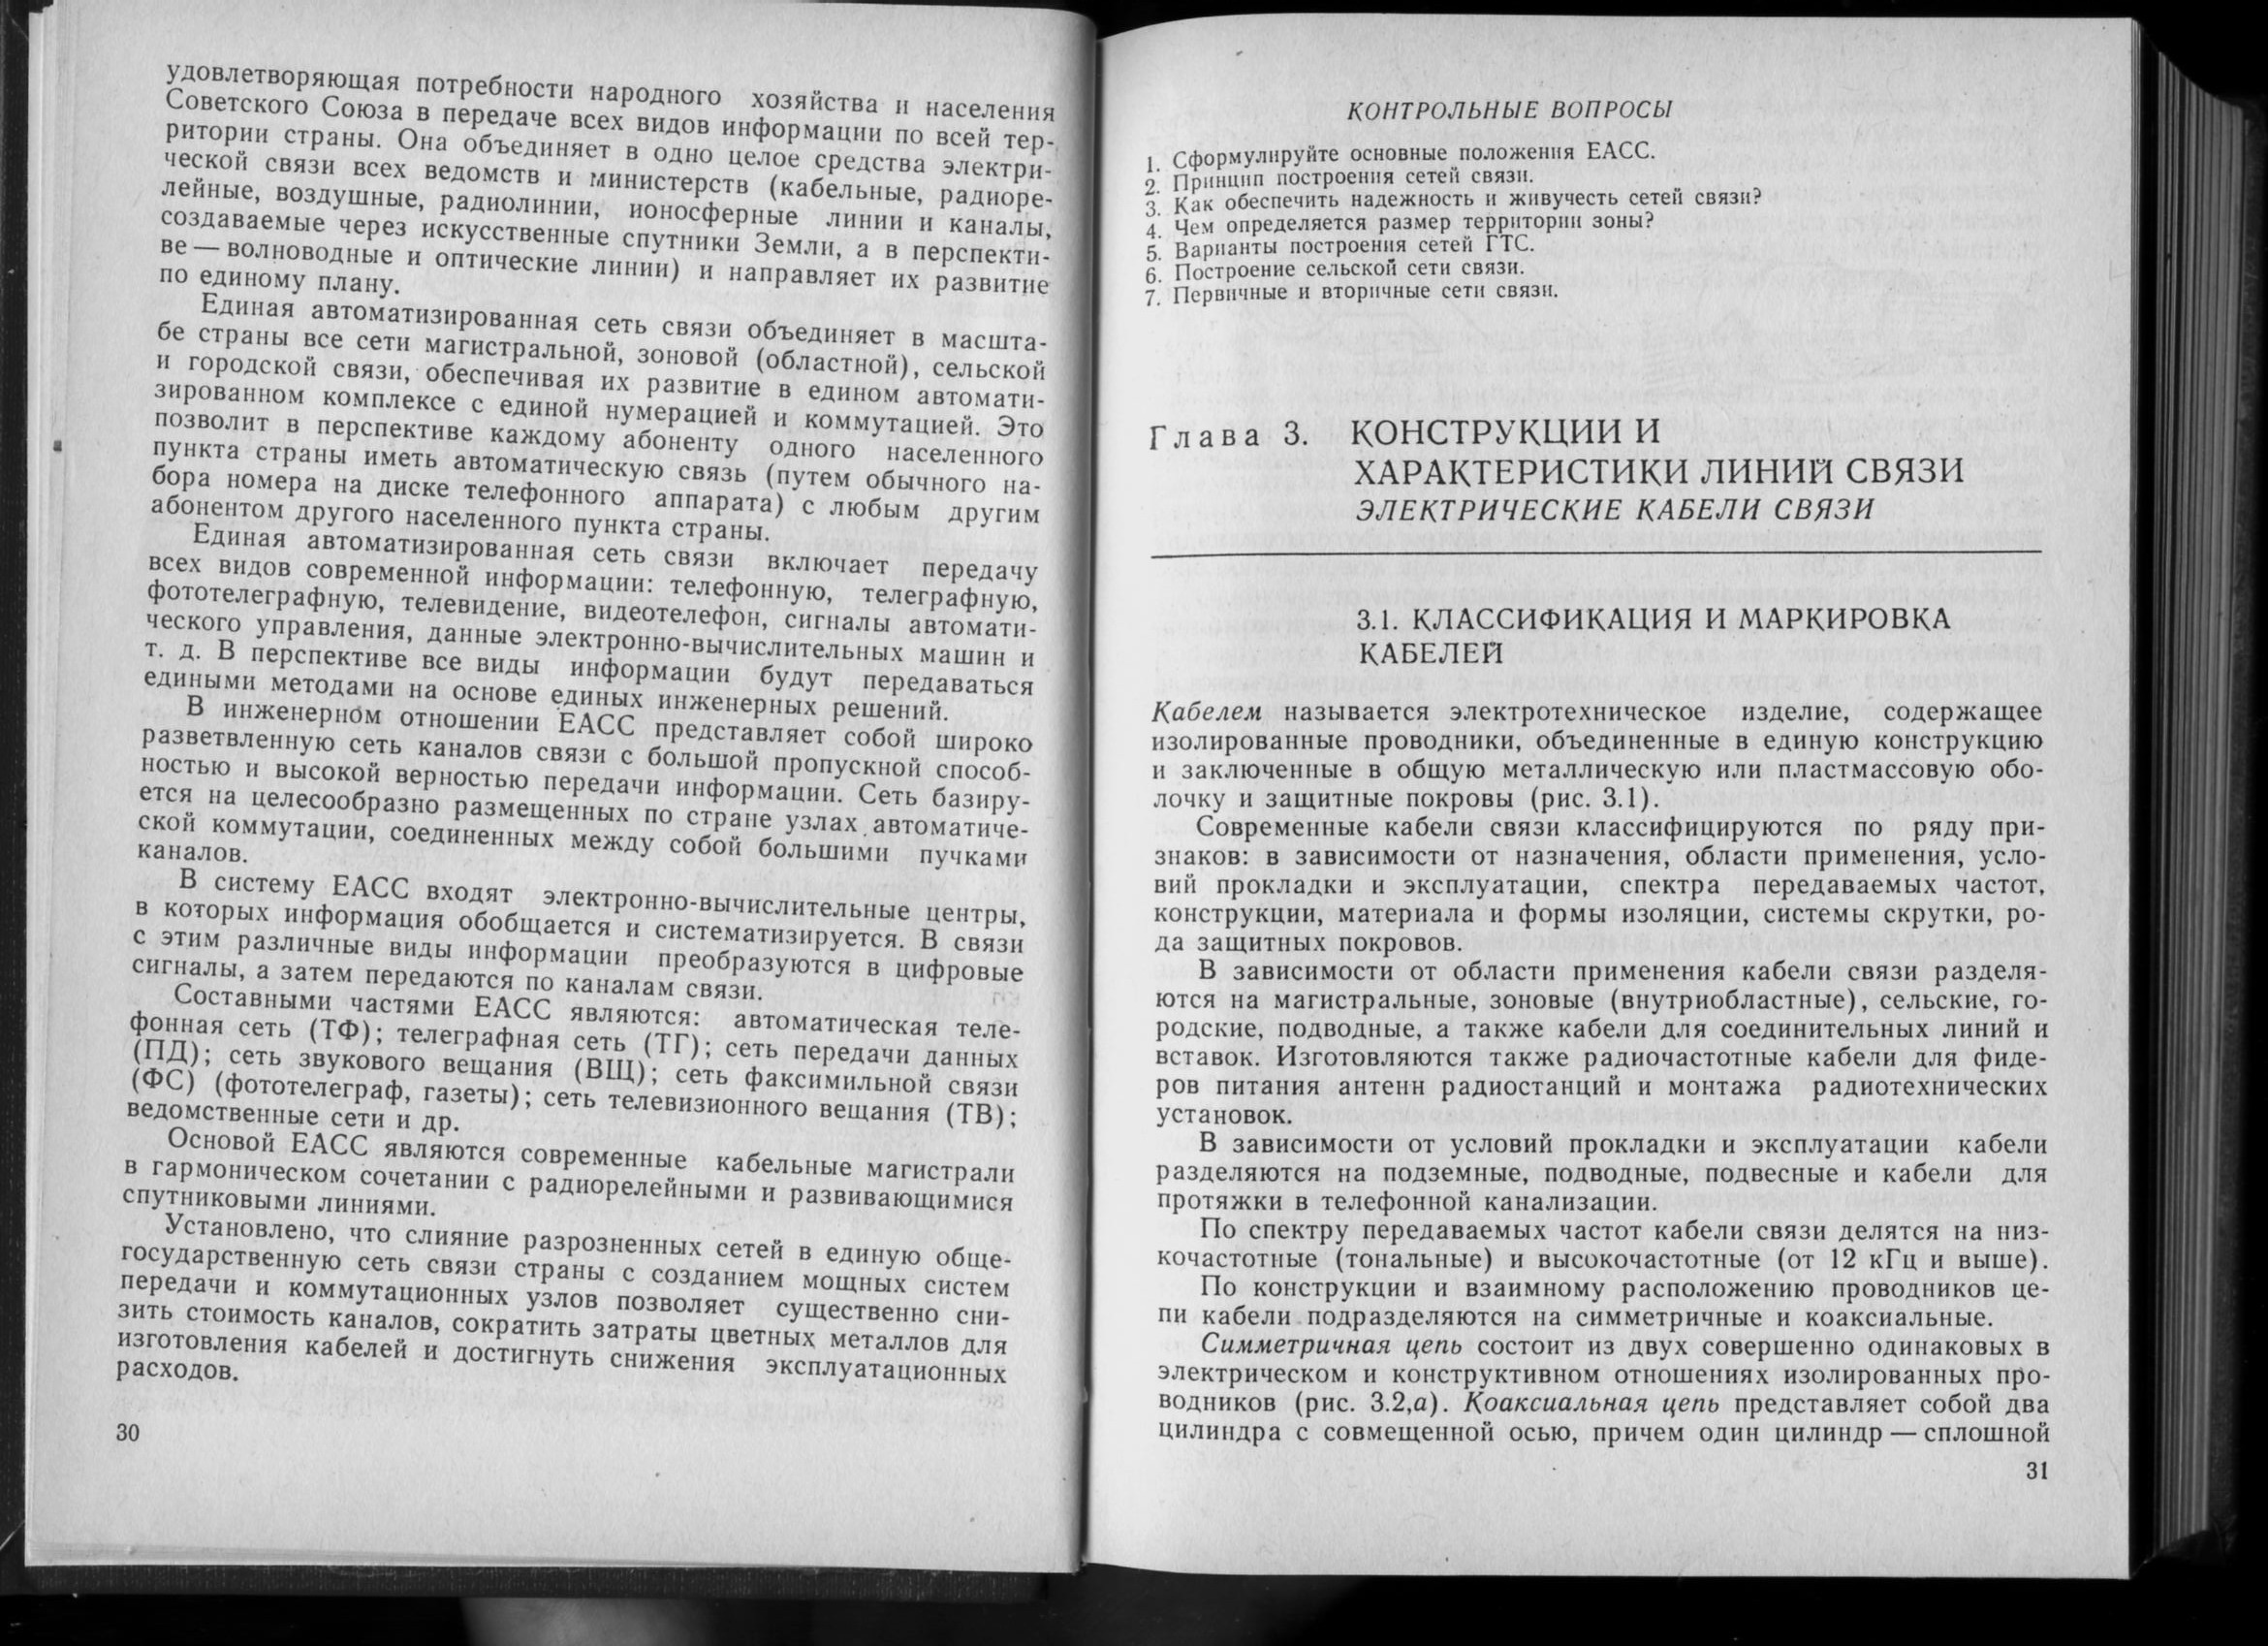 удовлетворяющая потребности народного хозяйства и населения
Советского Союза в передаче всех видов информации по всей тер-
ритории страны. Она объединяет в одно целое средства электри-
ческой связи всех ведомств и министерств (кабельные, радиоре-
лейные, воздушные, радиолинии, ионосферные линии и каналы,
создаваемые через искусственные спутники Земли, а в перспекти-
ве — волноводные и оптические линии) и направляет их развитие
по единому плану.
Единая автоматизированная сеть связи объединяет в масшта-
бе страны все сети магистральной, зоновой (областной), сельской
и городской связи, обеспечивая их развитие в едином автомати-
зированном комплексе с единой нумерацией и коммутацией. Это
позволит в перспективе каждому абоненту одного населенного
пункта страны иметь автоматическую связь (путем обычного на-
бора номера на диске телефонного аппарата) с любым другим
абонентом другого населенного пункта страны.
Единая автоматизированная сеть связи включает передачу
всех видов современной информации: телефонную, телеграфную,
фототелеграфную, телевидение, видеотелефон, сигналы автомати-
ческого управления, данные электронно-вычислительных машин и
т. д. В перспективе все виды информации будут передаваться
едиными методами на основе единых инженерных решений.
В инженерном отношении ЕАСС представляет собой широко
разветвленную сеть каналов связи с большой пропускной способ-
ностью и высокой верностью передачи информации. Сеть базиру-
ется на целесообразно размещенных по стране узлах автоматиче-
ской коммутации, соединенных между собой большими пучками
каналов.
В систему ЕАСС входят электронно-вычислительные центры,
в которых информация обобщается и систематизируется. В связи
с этим различные виды информации преобразуются в цифровые
сигналы, а затем передаются по каналам связи.
Составными частями ЕАСС являются: автоматическая теле-
фонная сеть (ТФ); телеграфная сеть (ТГ); сеть передачи данных
(ПД); сеть звукового вещания (ВЩ); сеть факсимильной связи
(ФС) (фототелеграф, газеты); сеть телевизионного вещания (ТВ);
ведомственные сети и др.
Основой ЕАСС являются современные кабельные магистрали
в гармоническом сочетании с радиорелейными и развивающимися
спутниковыми линиями.
Установлено, что слияние разрозненных сетей в единую обще-
государственную сеть связи страны с созданием мощных систем
передачи и коммутационных узлов позволяет существенно сни-
зить стоимость каналов, сократить затраты цветных металлов для
изготовления кабелей и достигнуть снижения эксплуатационных
расходов.
30
КОНТРОЛЬНЫЕ ВОПРОСЫ
1. Сформулируйте основные положения ЕАСС.
2. Принцип построения сетей связи.
3. Как обеспечить надежность и живучесть сетей связи?
4. Чем определяется размер территории зоны?
5. Варианты построения сетей ГТС.
6. Построение сельской сети связи.
7. Первичные и вторичные сети связи.
Глава 3. КОНСТРУКЦИИ И
ХАРАКТЕРИСТИКИ ЛИНИЙ СВЯЗИ
ЭЛЕКТРИЧЕСКИЕ КАБЕЛИ СВЯЗИ
3.1. КЛАССИФИКАЦИЯ И МАРКИРОВКА
КАБЕЛЕЙ
Кабелем называется электротехническое изделие, содержащее
изолированные проводники, объединенные в единую конструкцию
и заключенные в общую металлическую или пластмассовую обо-
лочку и защитные покровы (рис. 3.1).
Современные кабели связи классифицируются по ряду при-
знаков: в зависимости от назначения, области применения, усло-
вий прокладки и эксплуатации, спектра передаваемых частот,
конструкции, материала и формы изоляции, системы скрутки, ро-
да защитных покровов.
В зависимости от области применения кабели связи разделя-
ются на магистральные, зоновые (внутриобластные), сельские, го-
родские, подводные, а также кабели для соединительных линий и
вставок. Изготовляются также радиочастотные кабели для фиде-
ров питания антенн радиостанций и монтажа радиотехнических
установок.
В зависимости от условий прокладки и эксплуатации кабели
разделяются на подземные, подводные, подвесные и кабели для
протяжки в телефонной канализации.
По спектру передаваемых частот кабели связи делятся на низ-
кочастотные (тональные) и высокочастотные (от 12 кГц и выше).
По конструкции и взаимному расположению проводников це-
пи кабели подразделяются на симметричные и коаксиальные.
Симметричная цепь состоит из двух совершенно одинаковых в
электрическом и конструктивном отношениях изолированных про-
водников (рис. 3.2,а). Коаксиальная цепь представляет собой два
цилиндра с совмещенной осью, причем один цилиндр — сплошной
31